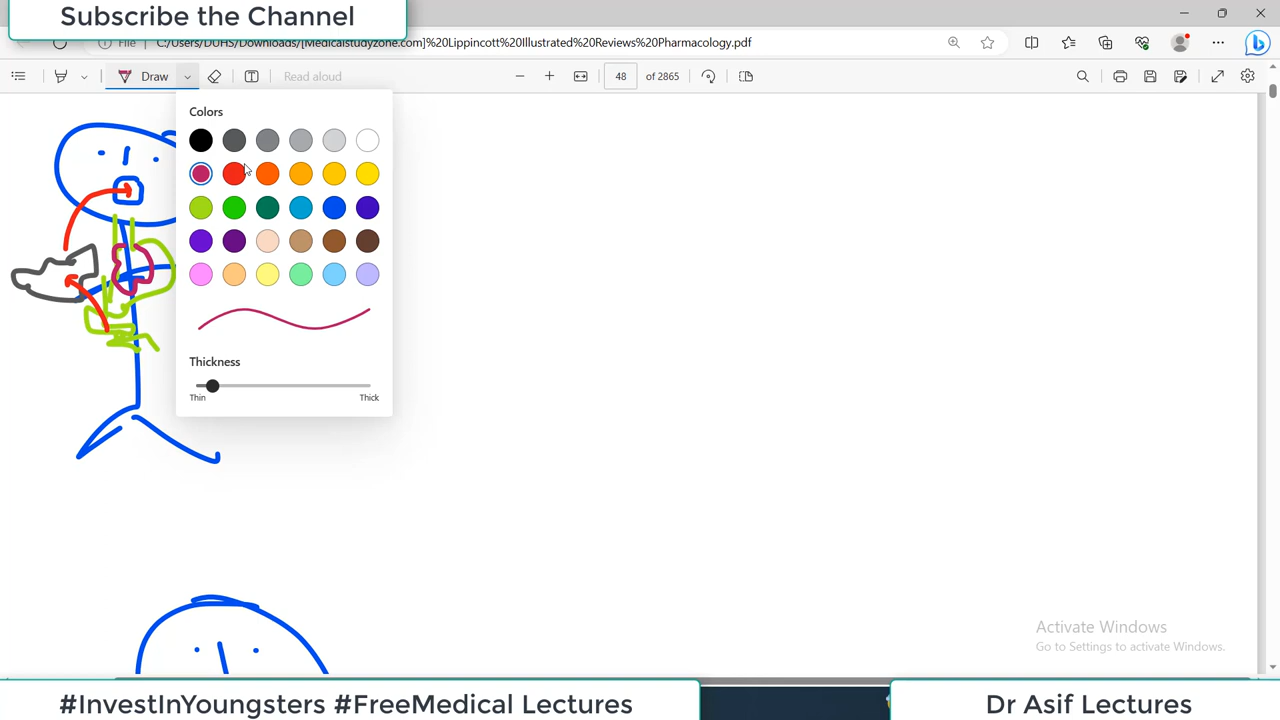 Subscribe the Channel
File
C:/Users/DUHS/Downloads/[Medicalstudyzone.com]%20Lippincott%20Illustrated%20Reviews%20Pharmacology.pdf
Draw
Read aloud
48 of 2865
Colors
Thickness
Thin
Thick
Activate Windows
Go to Settings to activate Windows.
#InvestInYoungsters #FreeMedical Lectures
Dr Asif Lectures